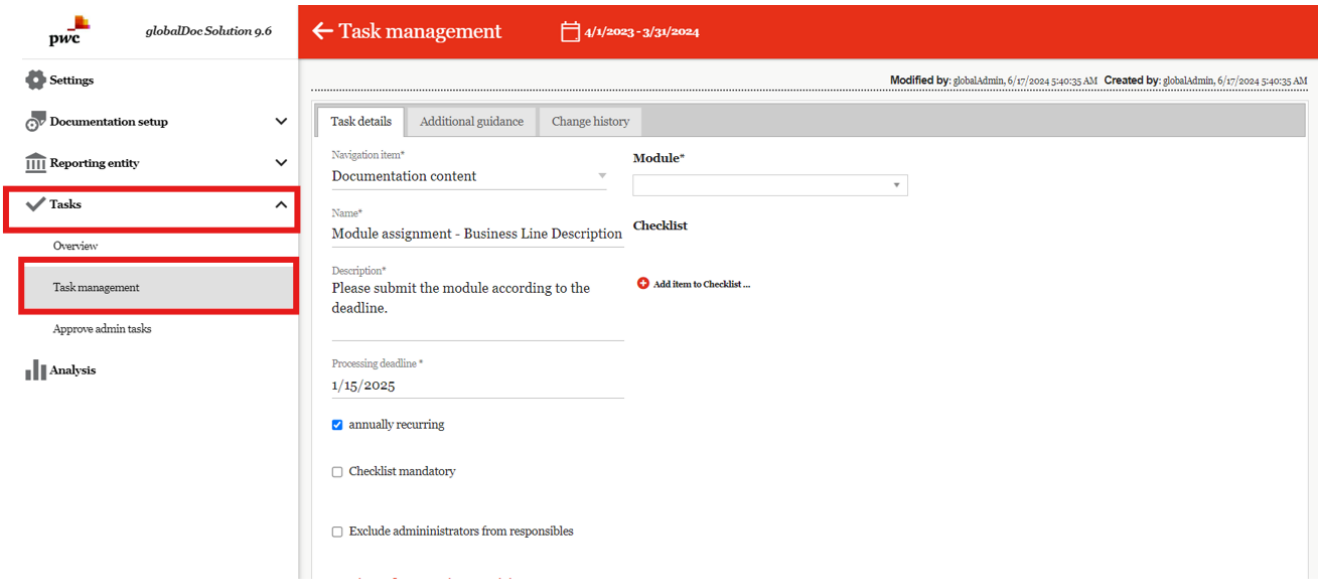 pwc
globalDoc Solution 9.6
Task management
4/1/2023 - 3/31/2024
Settings
Documentation setup
Reporting entity
Tasks
Overview
Task management
Approve admin tasks
Analysis
Modified by: globalAdmin, 6/17/2024 5:40:35 AM Created by: globalAdmin, 6/17/2024 5:40:35 AM
Task details
Additional guidance
Change history
Navigation item*
Documentation content
Name*
Module assignment - Business Line Description
Description*
Please submit the module according to the
deadline.
Processing deadline *
1/15/2025
annually recurring
Checklist mandatory
Exclude admininistrators from responsibles
Module*
Checklist
Add item to Checklist ...